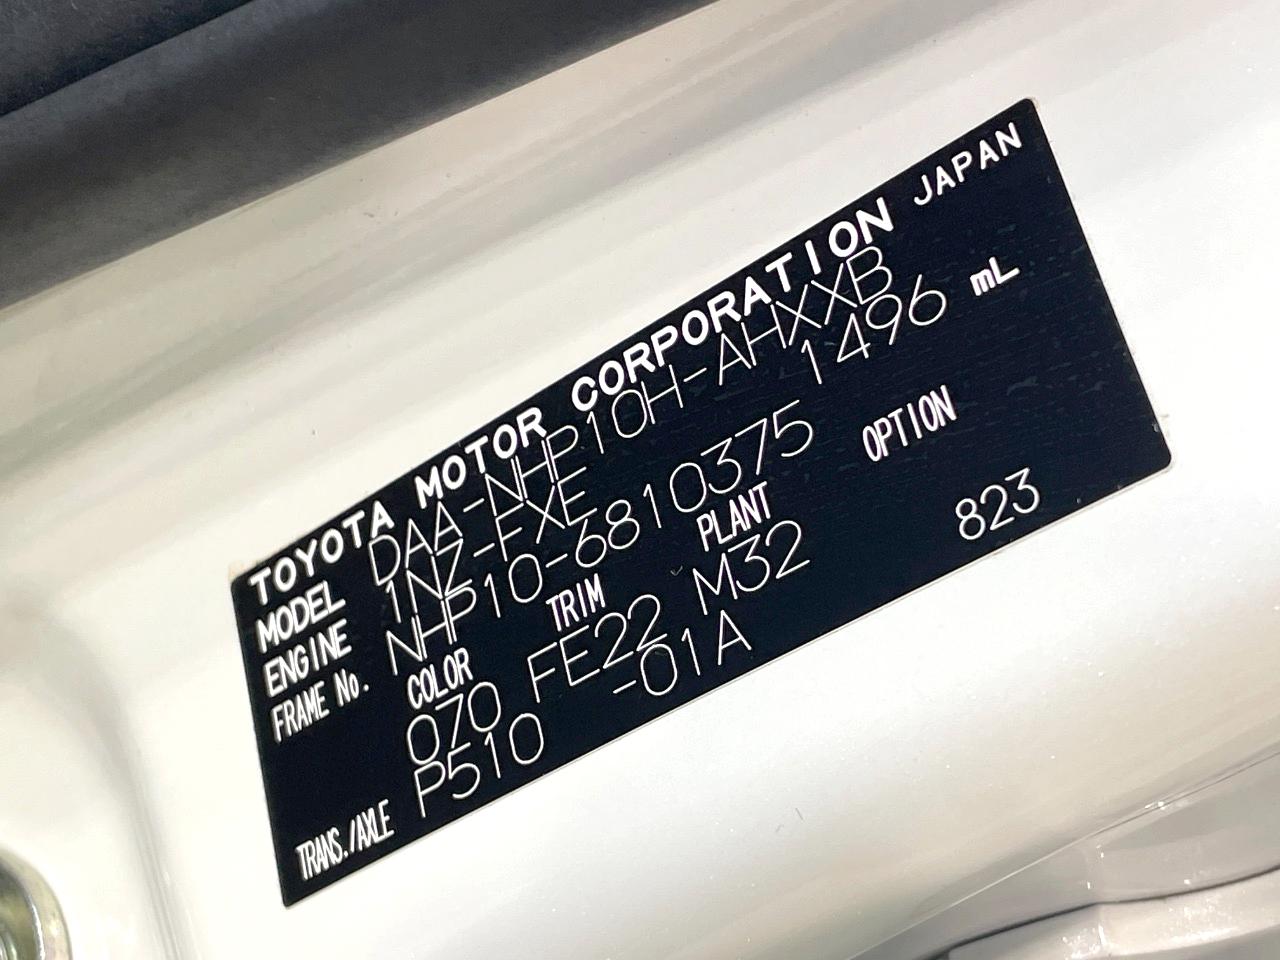 TOYOTA MOTOR CORPORATION JAPAN
MODEL DAA-NHP10H-AHXXB
ENGINE 1NZ-FXE 1496 mL
FRAME No. NHP10-6810375
COLOR TRIM PLANT OPTION
070 FE22 M32 823
TRANS./AXLE P510 -01A